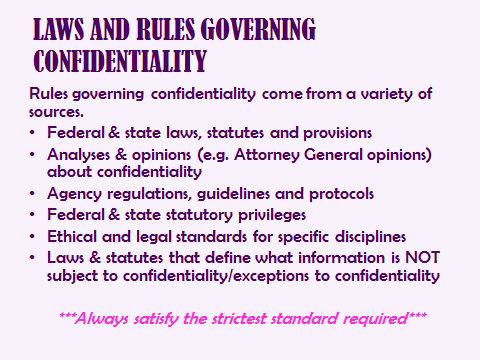 LAWS AND RULES GOVERNING
CONFIDENTIALITY
Rules governing confidentiality come from a variety of
sources.
• Federal & state laws, statutes and provisions
• Analyses & opinions (e.g. Attorney General opinions)
about confidentiality
• Agency regulations, guidelines and protocols
• Federal & state statutory privileges
• Ethical and legal standards for specific disciplines
• Laws & statutes that define what information is NOT
subject to confidentiality/exceptions to confidentiality
***Always satisfy the strictest standard required***